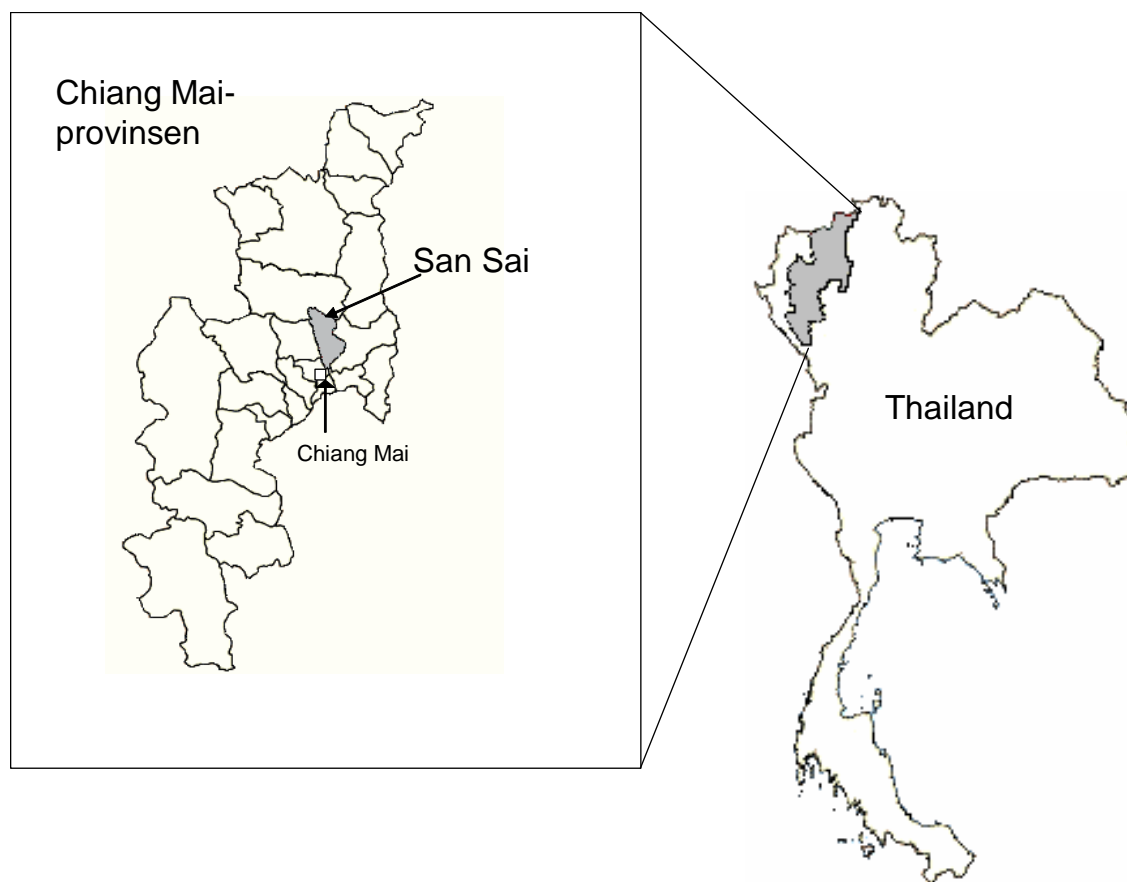 Chiang Mai-
provinsen
San Sai
Chiang Mai
Thailand